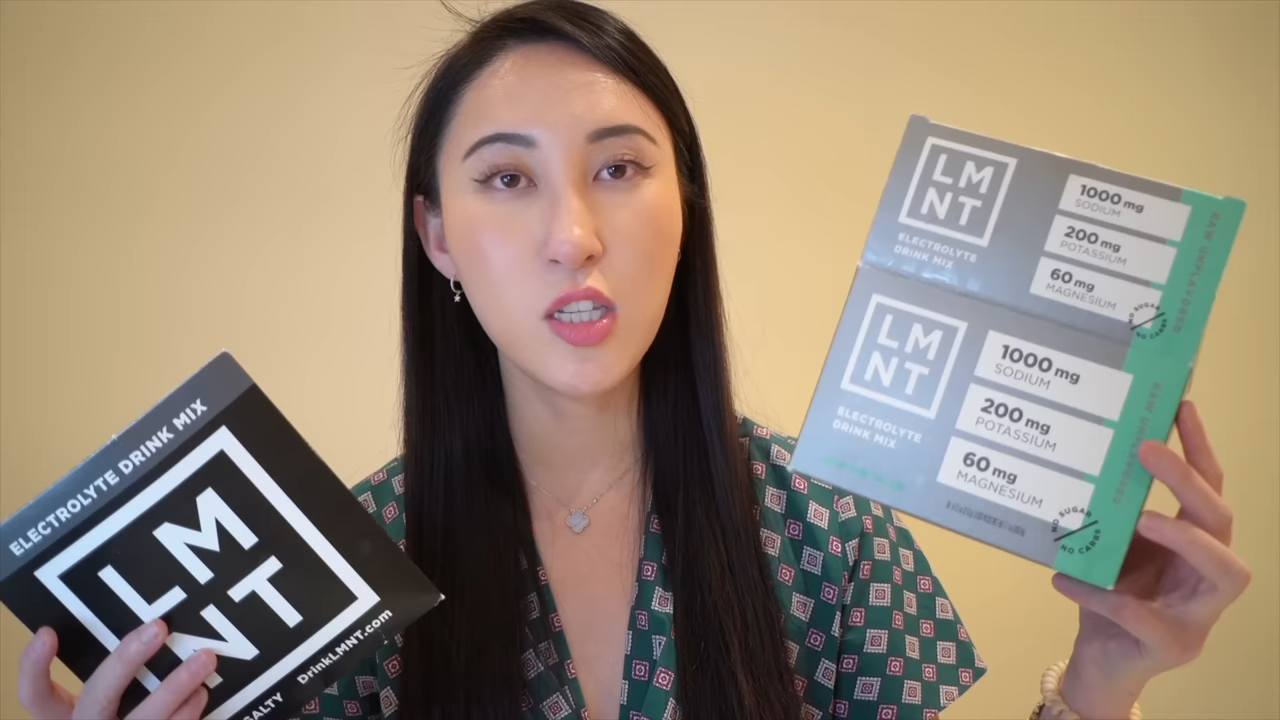 ELECTROLYTE DRINK MIX
LM
NT
SALTY
DrinkLMNT.com
LM
NT
ELECTROLYTE
DRINK MIX
1000 mg
SODIUM
200 mg
POTASSIUM
60 mg
MAGNESIUM
NO SUGAR
NO CARBS
RAW UNFLAVORED
LM
NT
ELECTROLYTE
DRINK MIX
1000 mg
SODIUM
200 mg
POTASSIUM
60 mg
MAGNESIUM
NO SUGAR
NO CARBS
RAW UNFLAVORED